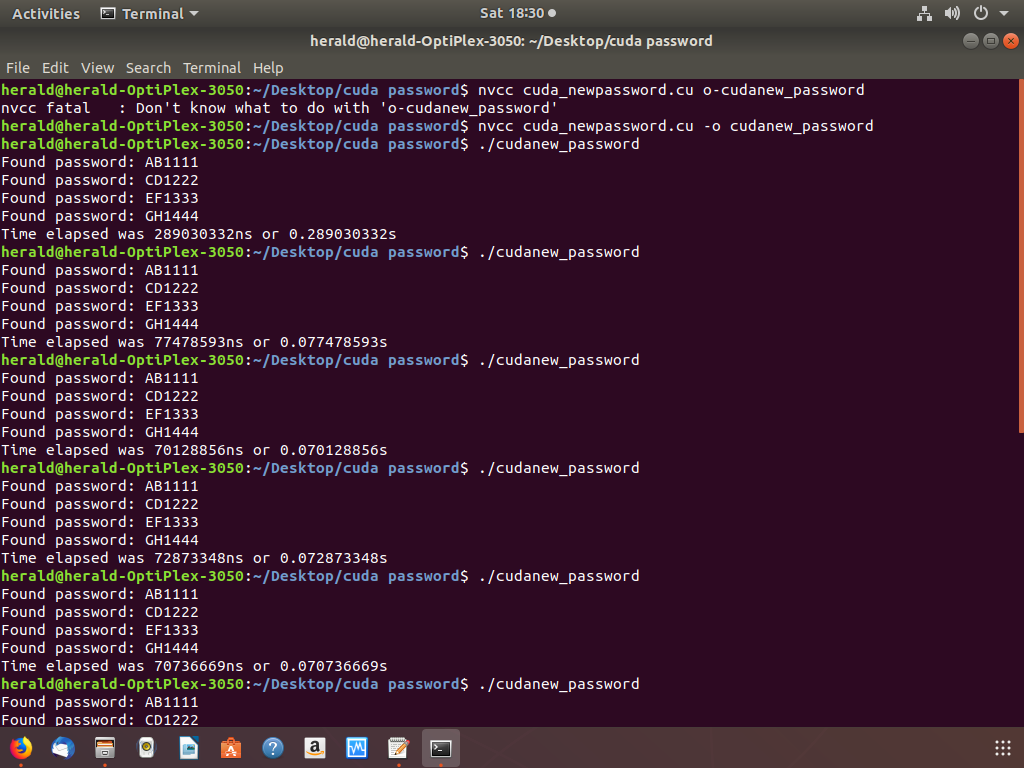 Activities Terminal Sat 18:30
herald@herald-OptiPlex-3050: ~/Desktop/cuda password
File Edit View Search Terminal Help
herald@herald-OptiPlex-3050:~/Desktop/cuda password$ nvcc cuda_newpassword.cu o-cudanew_password
nvcc fatal   : Don't know what to do with 'o-cudanew_password'
herald@herald-OptiPlex-3050:~/Desktop/cuda password$ nvcc cuda_newpassword.cu -o cudanew_password
herald@herald-OptiPlex-3050:~/Desktop/cuda password$ ./cudanew_password
Found password: AB1111
Found password: CD1222
Found password: EF1333
Found password: GH1444
Time elapsed was 289030332ns or 0.289030332s
herald@herald-OptiPlex-3050:~/Desktop/cuda password$ ./cudanew_password
Found password: AB1111
Found password: CD1222
Found password: EF1333
Found password: GH1444
Time elapsed was 77478593ns or 0.077478593s
herald@herald-OptiPlex-3050:~/Desktop/cuda password$ ./cudanew_password
Found password: AB1111
Found password: CD1222
Found password: EF1333
Found password: GH1444
Time elapsed was 70128856ns or 0.070128856s
herald@herald-OptiPlex-3050:~/Desktop/cuda password$ ./cudanew_password
Found password: AB1111
Found password: CD1222
Found password: EF1333
Found password: GH1444
Time elapsed was 72873348ns or 0.072873348s
herald@herald-OptiPlex-3050:~/Desktop/cuda password$ ./cudanew_password
Found password: AB1111
Found password: CD1222
Found password: EF1333
Found password: GH1444
Time elapsed was 70736669ns or 0.070736669s
herald@herald-OptiPlex-3050:~/Desktop/cuda password$ ./cudanew_password
Found password: AB1111
Found password: CD1222